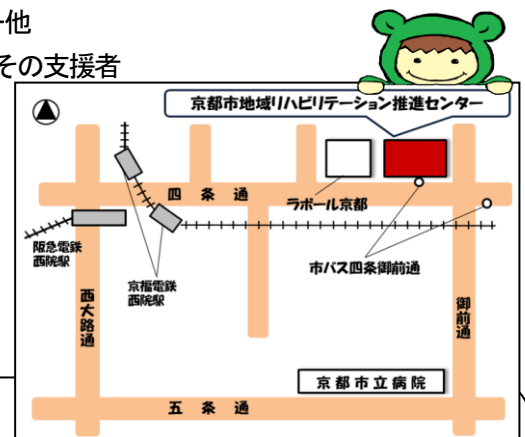 他
その支援者
京都市地域リハビリテーション推進センター
四条通
ラポール京都
阪急電鉄
西院駅
京福電鉄
西院駅
市バス四条御前通
西大路通
御前通
京都市立病院
五条通